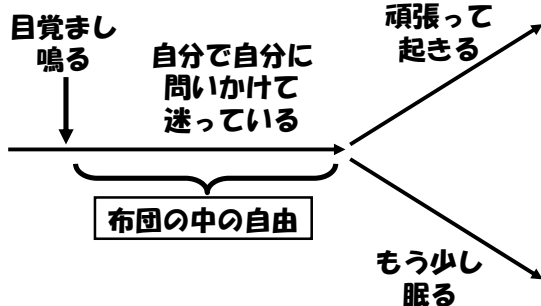 目覚まし
鳴る
自分で自分に
問いかけて
迷っている
頑張って
起きる
布団の中の自由
もう少し
眠る